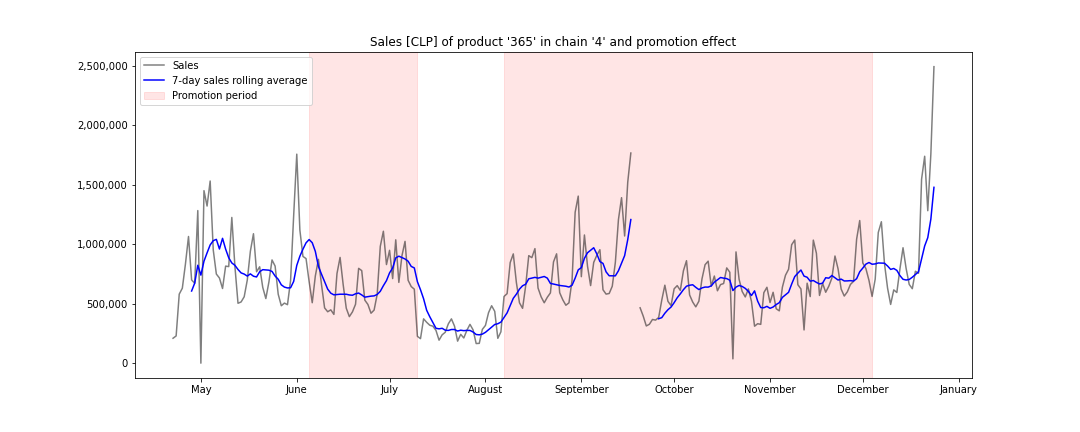 Sales [CLP] of product '365' in chain '4' and promotion effect
Sales
7-day sales rolling average
Promotion period
2,500,000
2,000,000
1,500,000
1,000,000
500,000
0
May June July August September October November December January